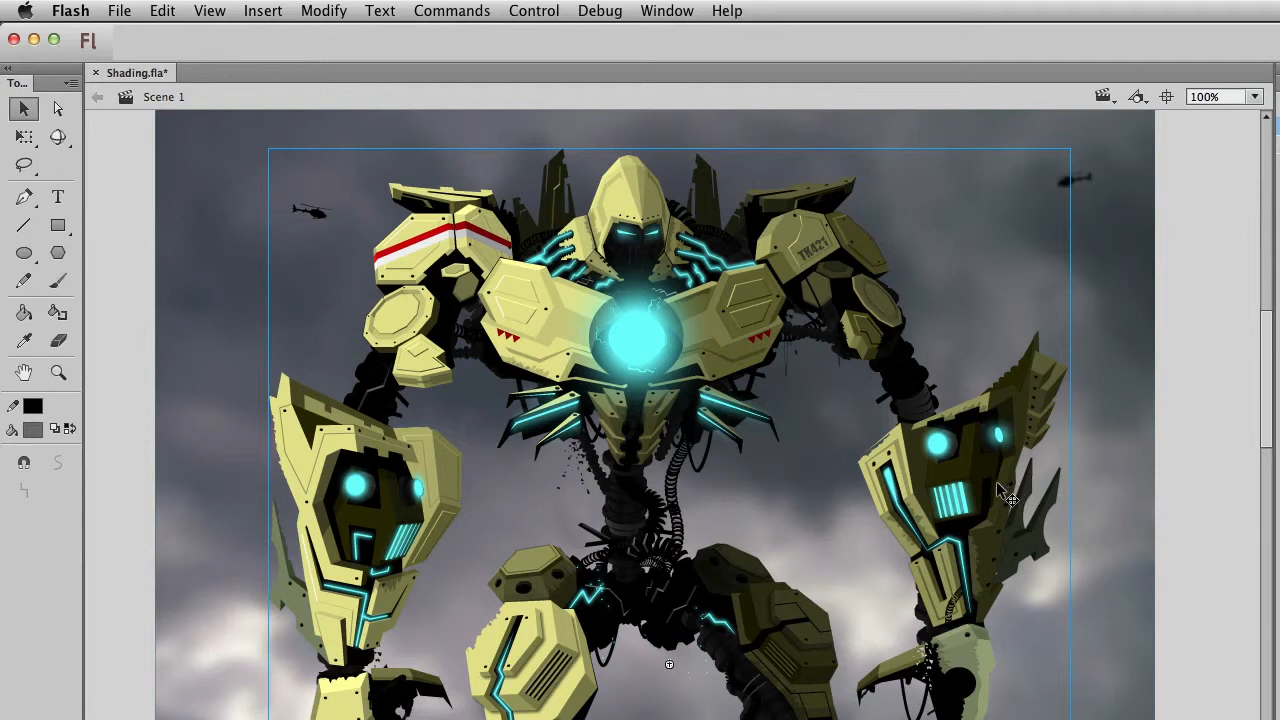 Flash File Edit View Insert Modify Text Commands Control Debug Window Help
Fl
To...
Shading.fla*
Scene 1
100%
T
TK421